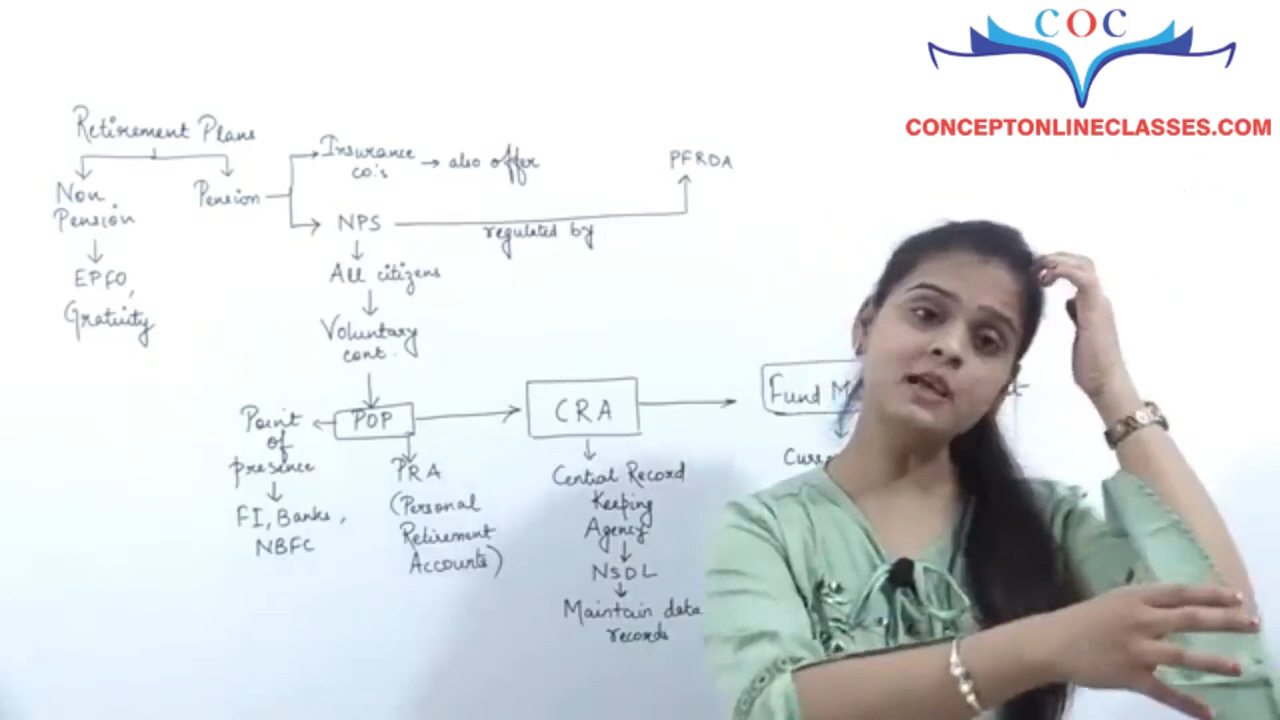 COC
CONCEPTONLINECLASSES.COM
Retirement Plans
Non
Pension
EPFO,
Gratuity
Pension
Insurance
co's
also offer
NPS
regulated by
PFRDA
All citizens
Voluntary
cont.
POP
Point
of
presence
FI, Banks,
NBFC
PRA
(Personal
Retirement
Accounts)
CRA
Central Record
Keeping
Agency
NSDL
Maintain data
records
Fund